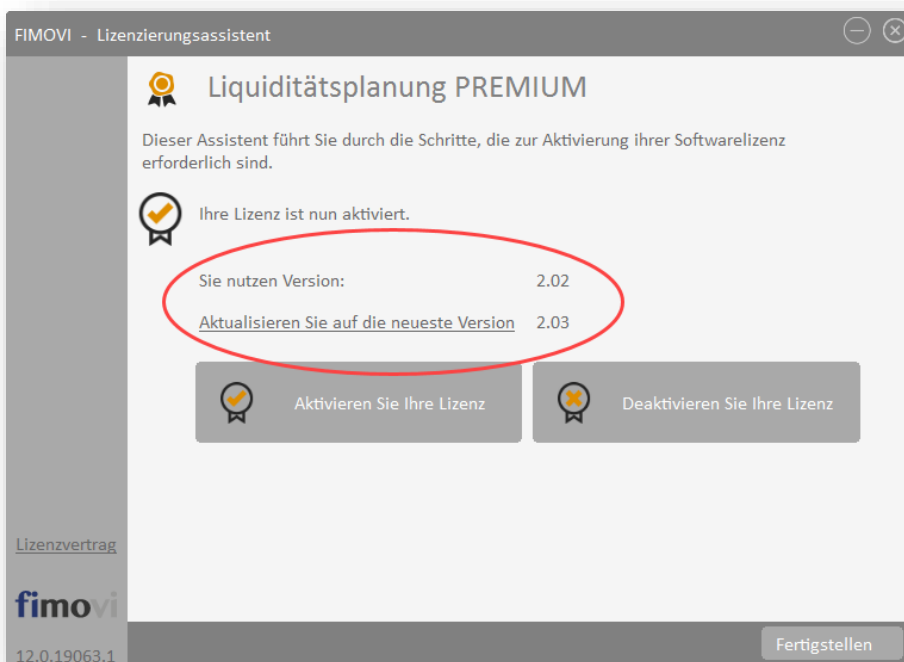 FIMOVI - Lizenzierungsassistent
Liquiditätsplanung PREMIUM
Dieser Assistent führt Sie durch die Schritte, die zur Aktivierung ihrer Softwarelizenz
erforderlich sind.
Ihre Lizenz ist nun aktiviert.
Sie nutzen Version: 2.02
Aktualisieren Sie auf die neueste Version 2.03
Aktivieren Sie Ihre Lizenz
Deaktivieren Sie Ihre Lizenz
Lizenzvertrag
fimovi
12.0.19063.1
Fertigstellen